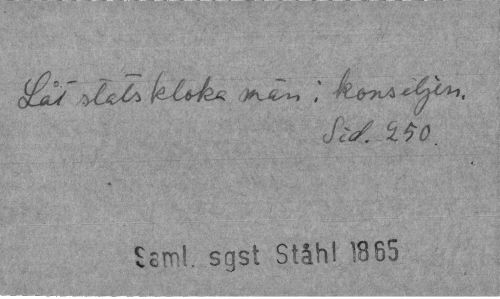 Låt statskloka män i konseljen.
Sid. 250.
Saml. sgst Ståhl 1865